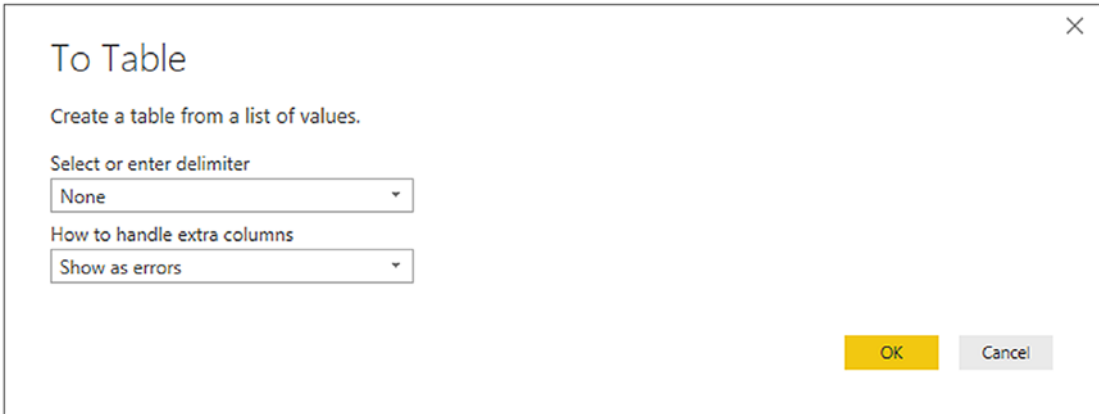 To Table
Create a table from a list of values.
Select or enter delimiter
None
How to handle extra columns
Show as errors
OK
Cancel